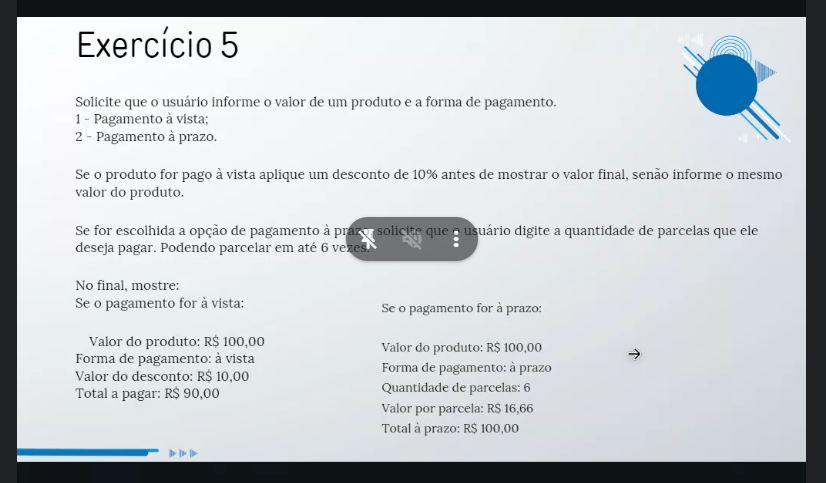 Exercício 5
Solicite que o usuário informe o valor de um produto e a forma de pagamento.
1 - Pagamento à vista;
2 - Pagamento à prazo.
Se o produto for pago à vista aplique um desconto de 10% antes de mostrar o valor final, senão informe o mesmo
valor do produto.
Se for escolhida a opção de pagamento à prazo solicite que o usuário digite a quantidade de parcelas que ele
deseja pagar. Podendo parcelar em até 6 vezes.
No final, mostre:
Se o pagamento for à vista:
Valor do produto: R$ 100,00
Forma de pagamento: à vista
Valor do desconto: R$ 10,00
Total a pagar: R$ 90,00
Se o pagamento for à prazo:
Valor do produto: R$ 100,00
Forma de pagamento: à prazo
Quantidade de parcelas: 6
Valor por parcela: R$ 16,66
Total à prazo: R$ 100,00